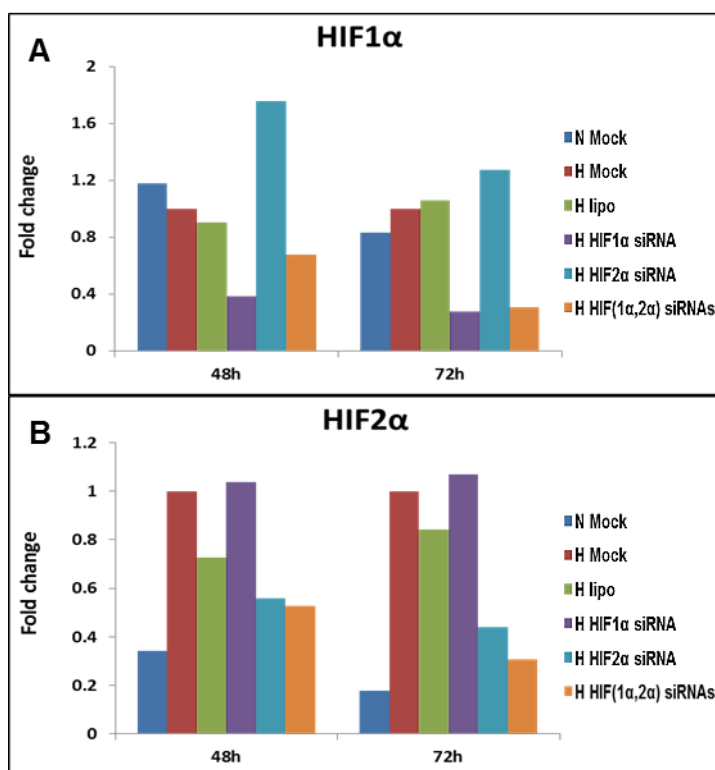 A
HIF1α
Fold change
2
1.6
1.2
0.8
0.4
0
48h
72h
N Mock
H Mock
H lipo
H HIF1α siRNA
H HIF2α siRNA
H HIF(1α,2α) siRNAs
B
HIF2α
Fold change
1.2
1
0.8
0.6
0.4
0.2
0
48h
72h
N Mock
H Mock
H lipo
H HIF1α siRNA
H HIF2α siRNA
H HIF(1α,2α) siRNAs